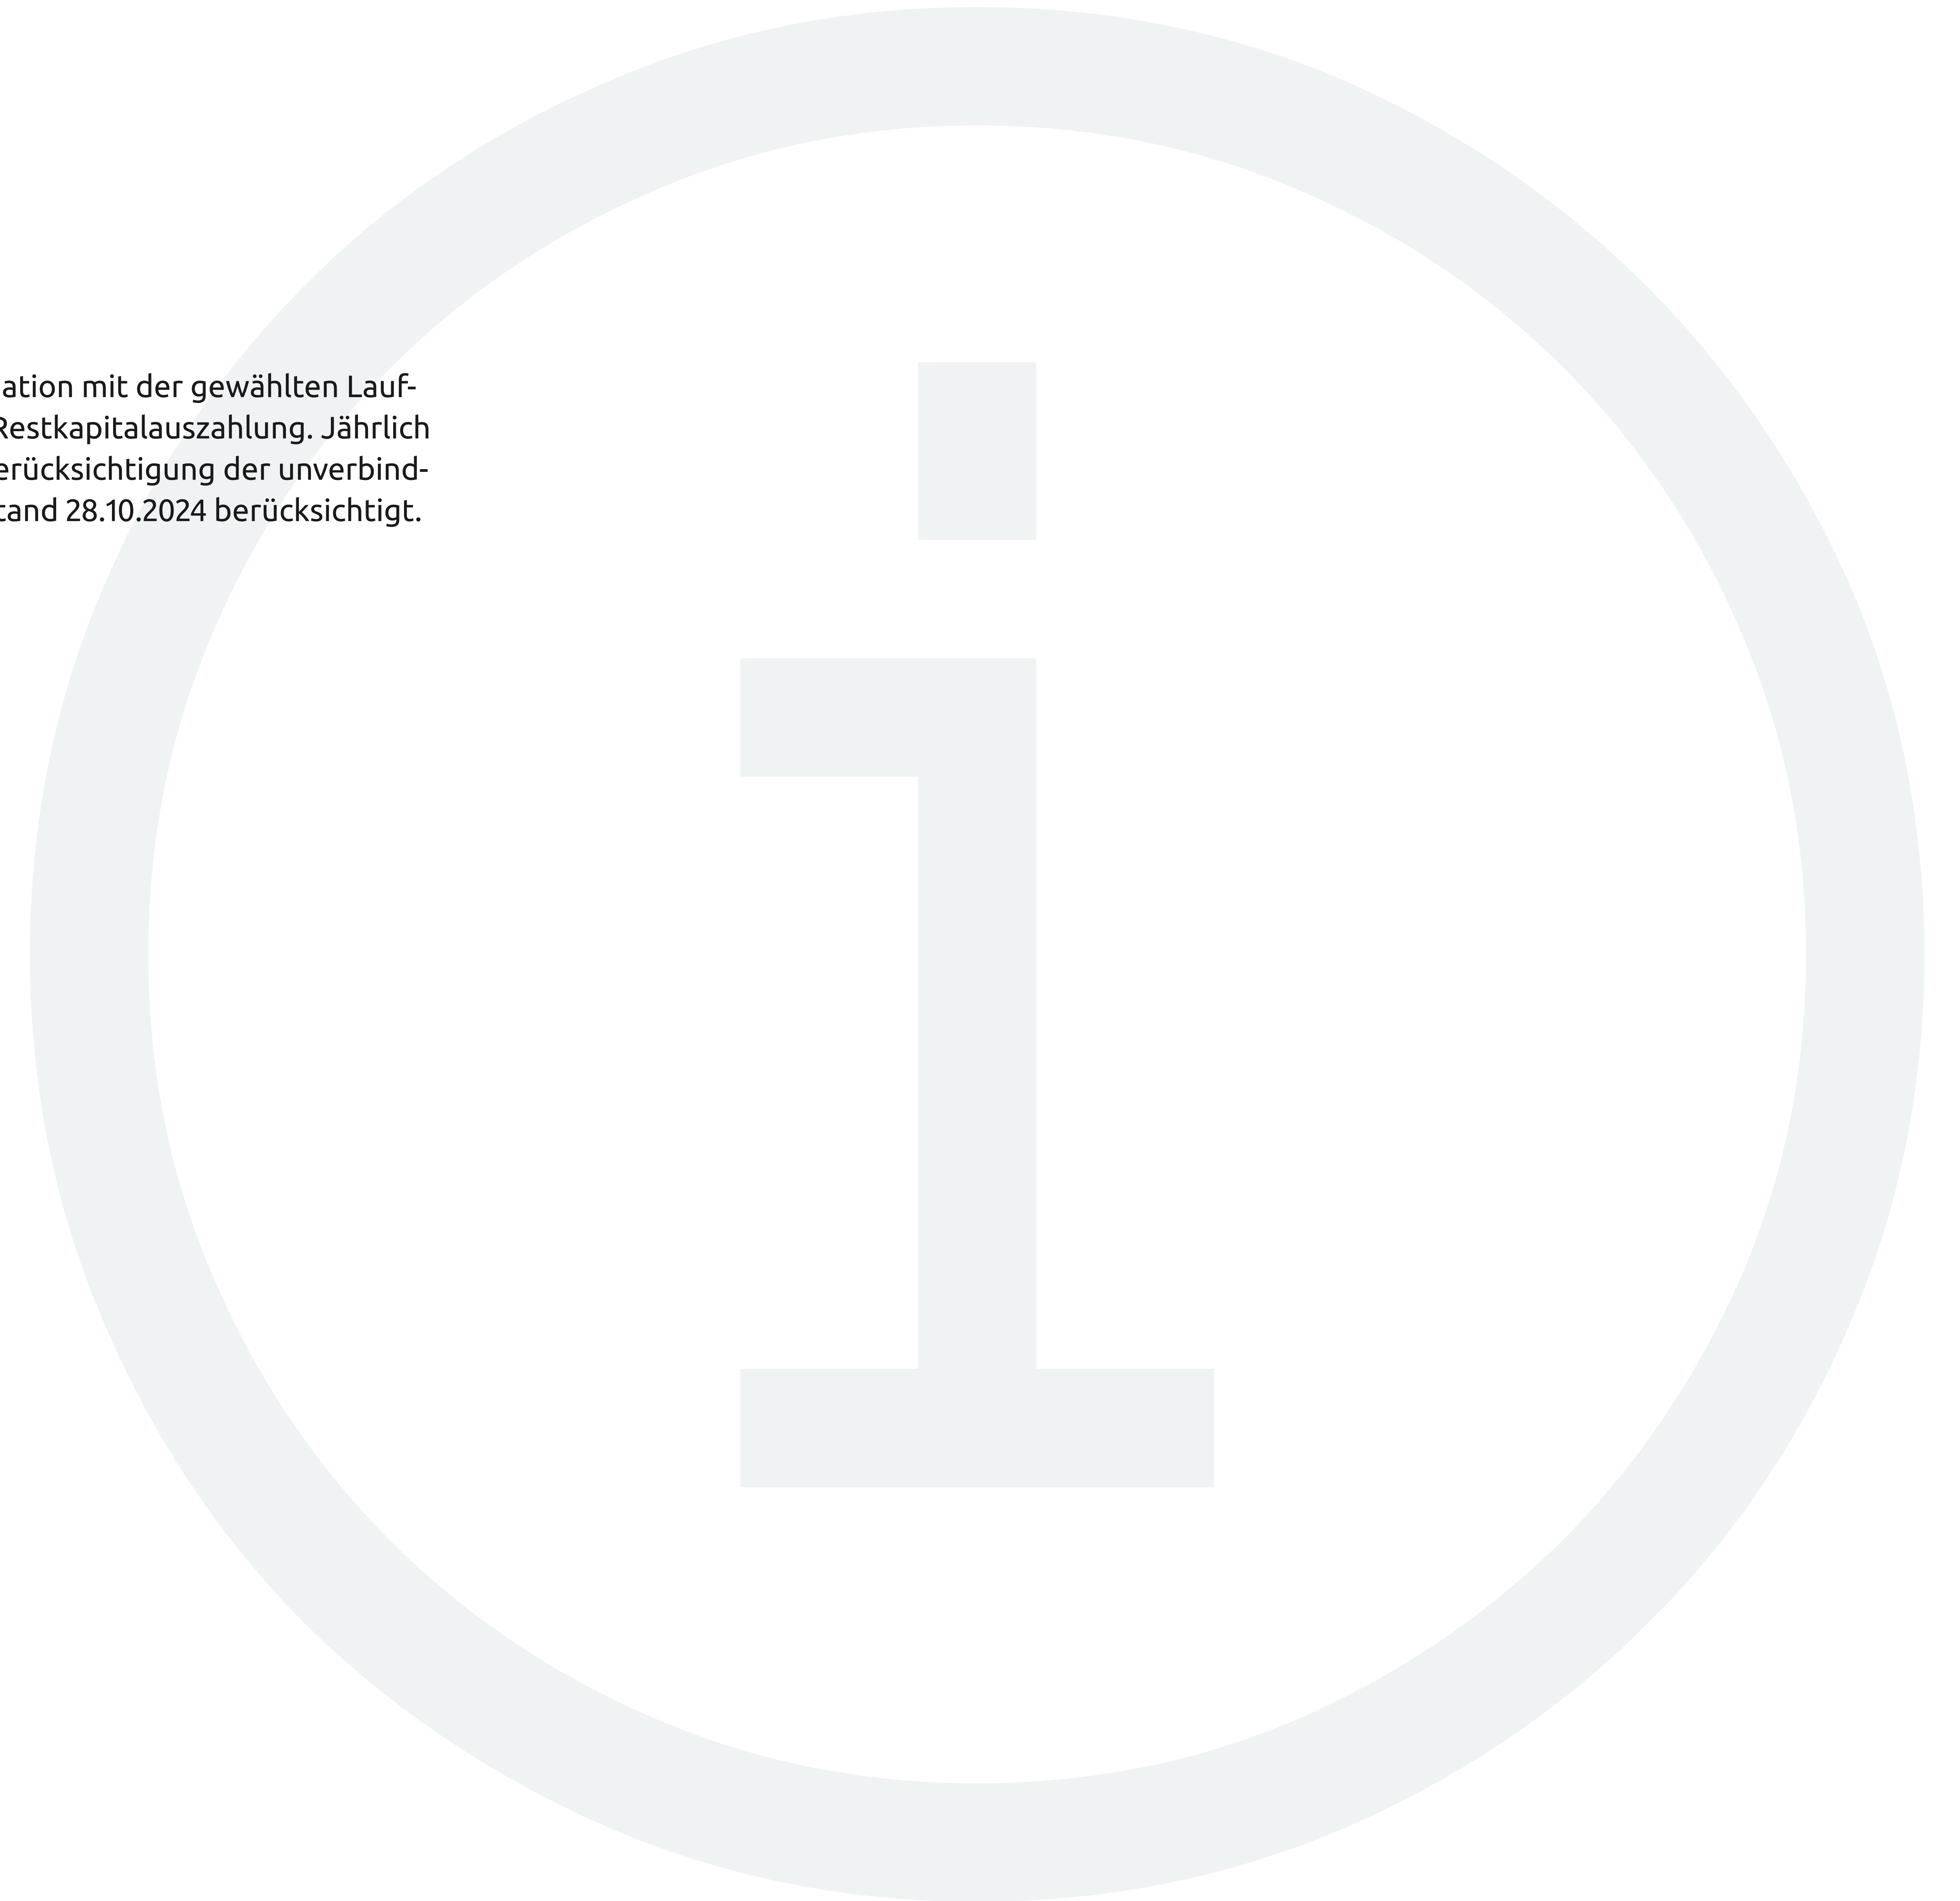 ation mit der gewählten Lauf-
Restkapitalauszahlung. Jährlich
erücksichtigung der unverbind-
tand 28.10.2024 berücksichtigt.